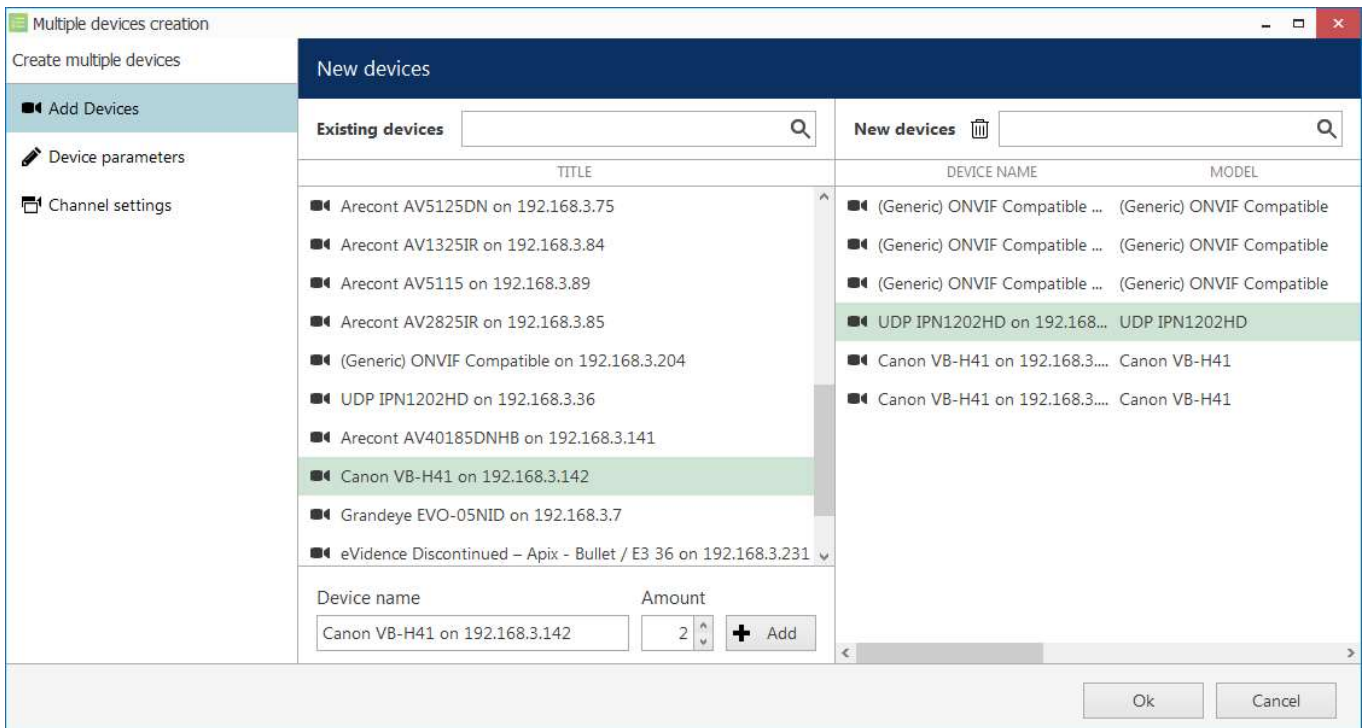 Multiple devices creation
Create multiple devices
Add Devices
Device parameters
Channel settings
New devices
Existing devices
TITLE
Arecont AV5125DN on 192.168.3.75
Arecont AV1325IR on 192.168.3.84
Arecont AV5115 on 192.168.3.89
Arecont AV2825IR on 192.168.3.85
(Generic) ONVIF Compatible on 192.168.3.204
UDP IPN1202HD on 192.168.3.36
Arecont AV40185DNHB on 192.168.3.141
Canon VB-H41 on 192.168.3.142
Grandeye EVO-05NID on 192.168.3.7
eVidence Discontinued – Apix - Bullet / E3 36 on 192.168.3.231
Device name Amount
Canon VB-H41 on 192.168.3.142 2 Add
New devices
DEVICE NAME MODEL
(Generic) ONVIF Compatible ... (Generic) ONVIF Compatible
(Generic) ONVIF Compatible ... (Generic) ONVIF Compatible
(Generic) ONVIF Compatible ... (Generic) ONVIF Compatible
UDP IPN1202HD on 192.168... UDP IPN1202HD
Canon VB-H41 on 192.168.3.... Canon VB-H41
Canon VB-H41 on 192.168.3.... Canon VB-H41
Ok Cancel